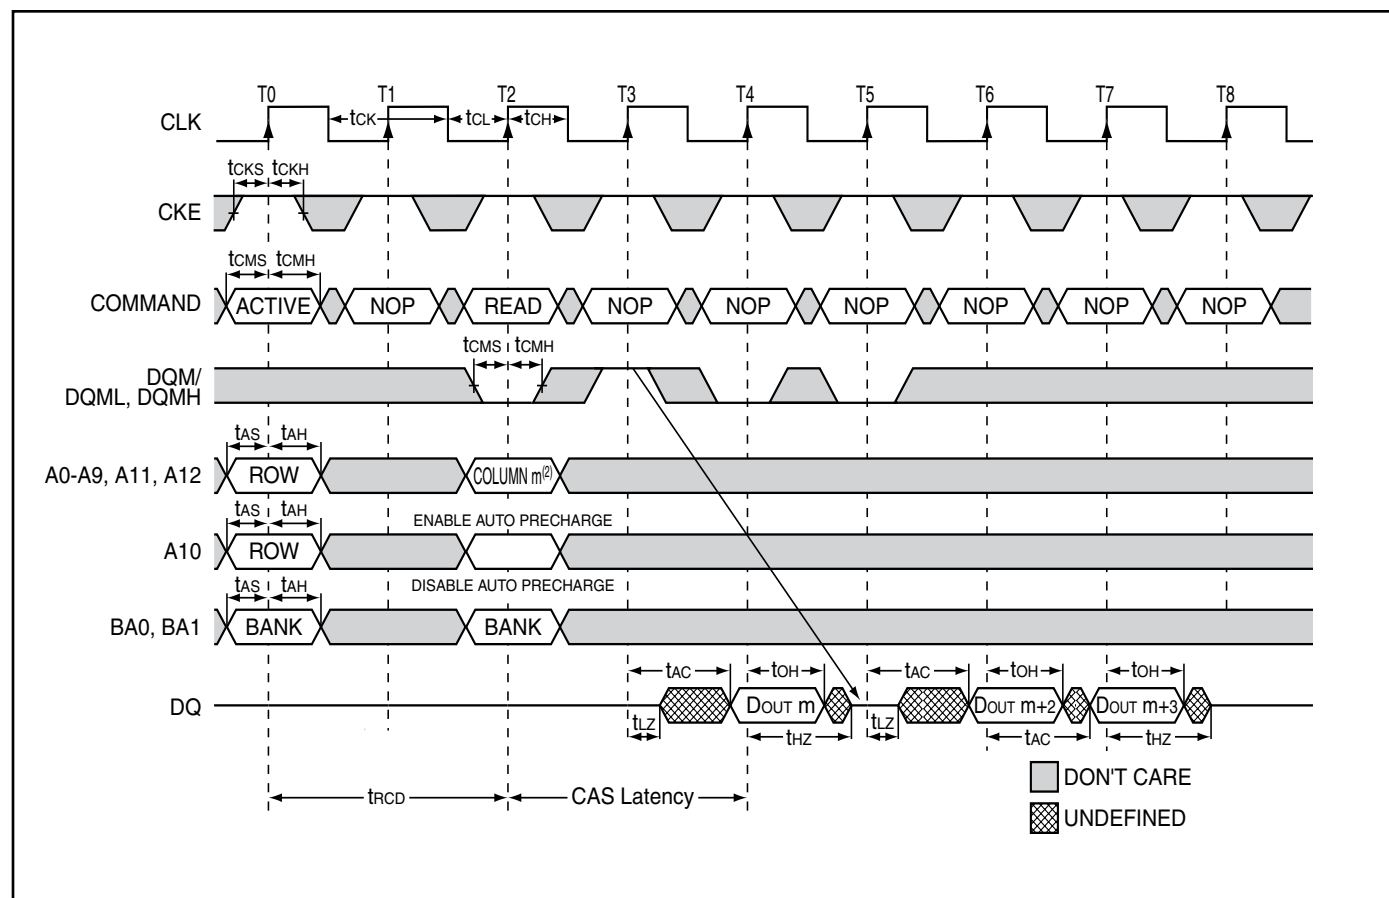 T0 T1 T2 T3 T4 T5 T6 T7 T8
CLK tCK tCL tCH
tCKS tCKH
CKE
tCMS tCMH
COMMAND ACTIVE NOP READ NOP NOP NOP NOP NOP NOP
tCMS tCMH
DQM/
DQML, DQMH
tAS tAH
A0-A9, A11, A12 ROW COLUMN m(2)
tAS tAH ENABLE AUTO PRECHARGE
A10 ROW
tAS tAH DISABLE AUTO PRECHARGE
BA0, BA1 BANK BANK
tAC tOH tAC tOH tOH
DQ DOUT m DOUT m+2 DOUT m+3
tLZ tHZ tLZ tAC tHZ
DON'T CARE
tRCD CAS Latency
UNDEFINED